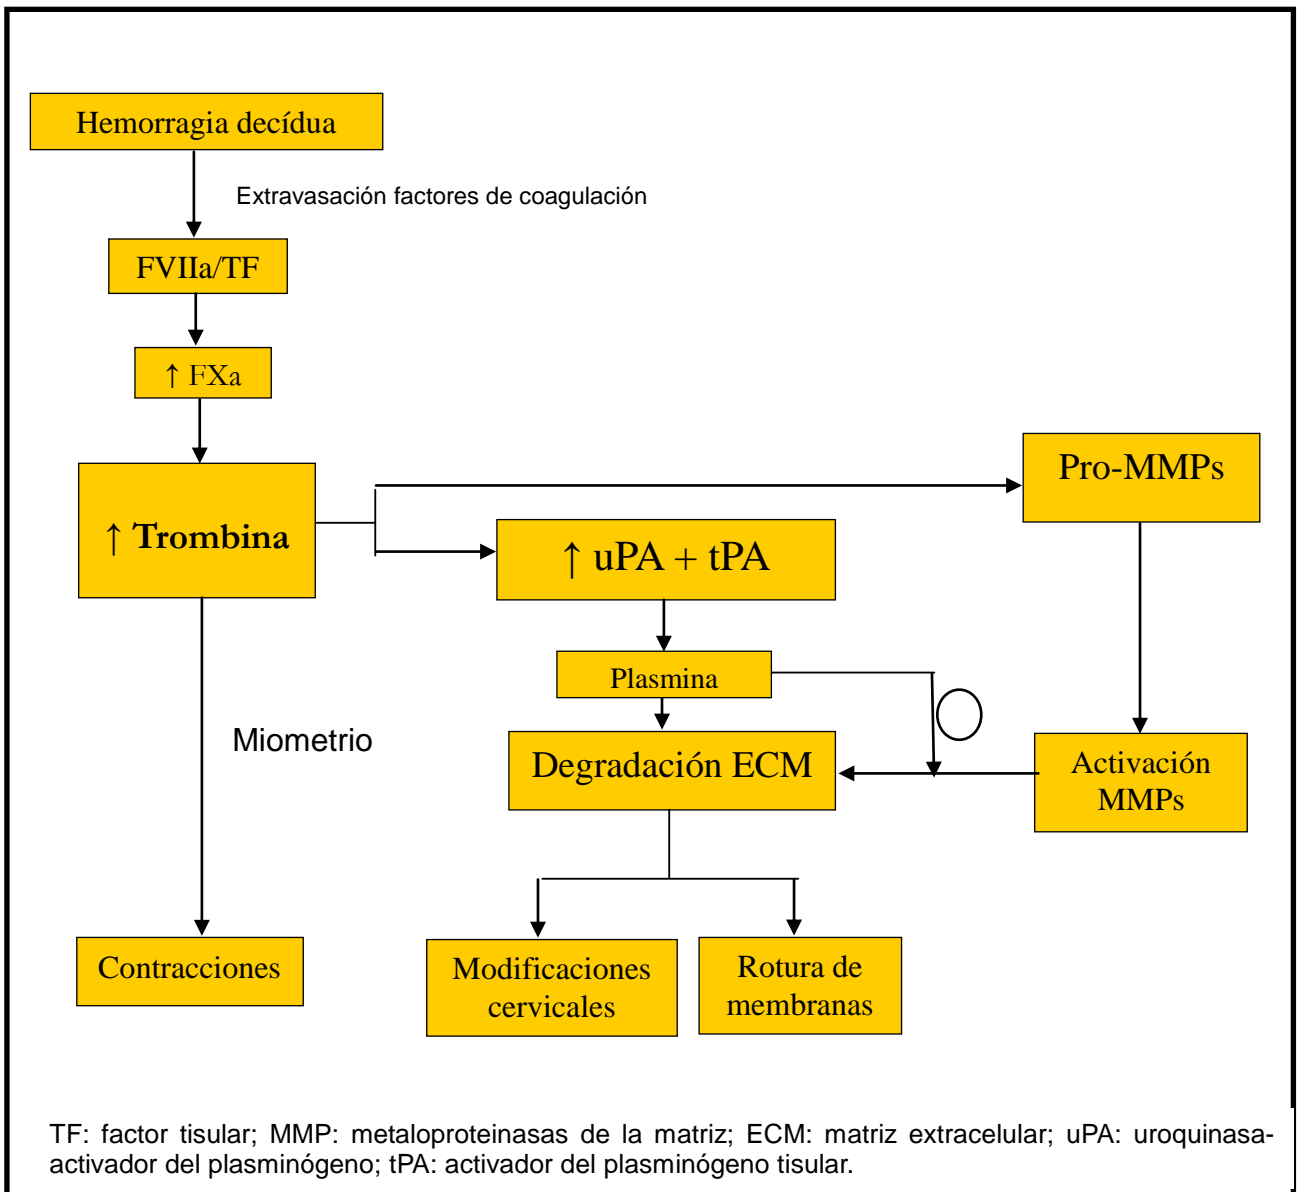 Hemorragia decídua
Extravasación factores de coagulación
FVIIa/TF
↑ FXa
↑ Trombina
Pro-MMPs
↑ uPA + tPA
Plasmina
Miometrio
Degradación ECM
Activación
MMPs
Contracciones
Modificaciones
cervicales
Rotura de
membranas
TF: factor tisular; MMP: metaloproteinasas de la matriz; ECM: matriz extracelular; uPA: uroquinasa-
activador del plasminógeno; tPA: activador del plasminógeno tisular.